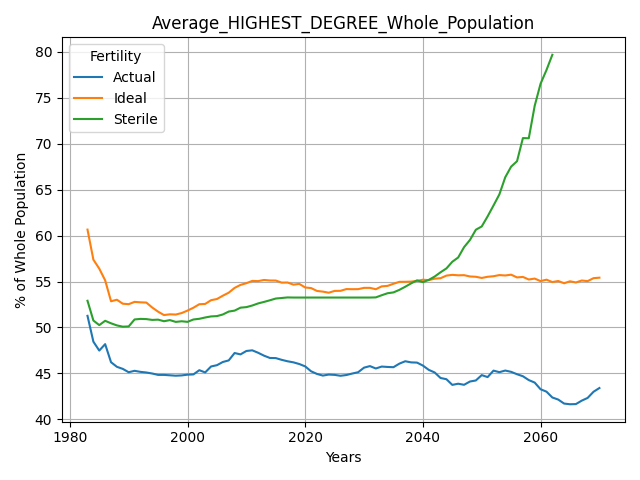 Average_HIGHEST_DEGREE_Whole_Population
Fertility
Actual
Ideal
Sterile
% of Whole Population
80
75
70
65
60
55
50
45
40
1980
2000
2020
2040
2060
Years